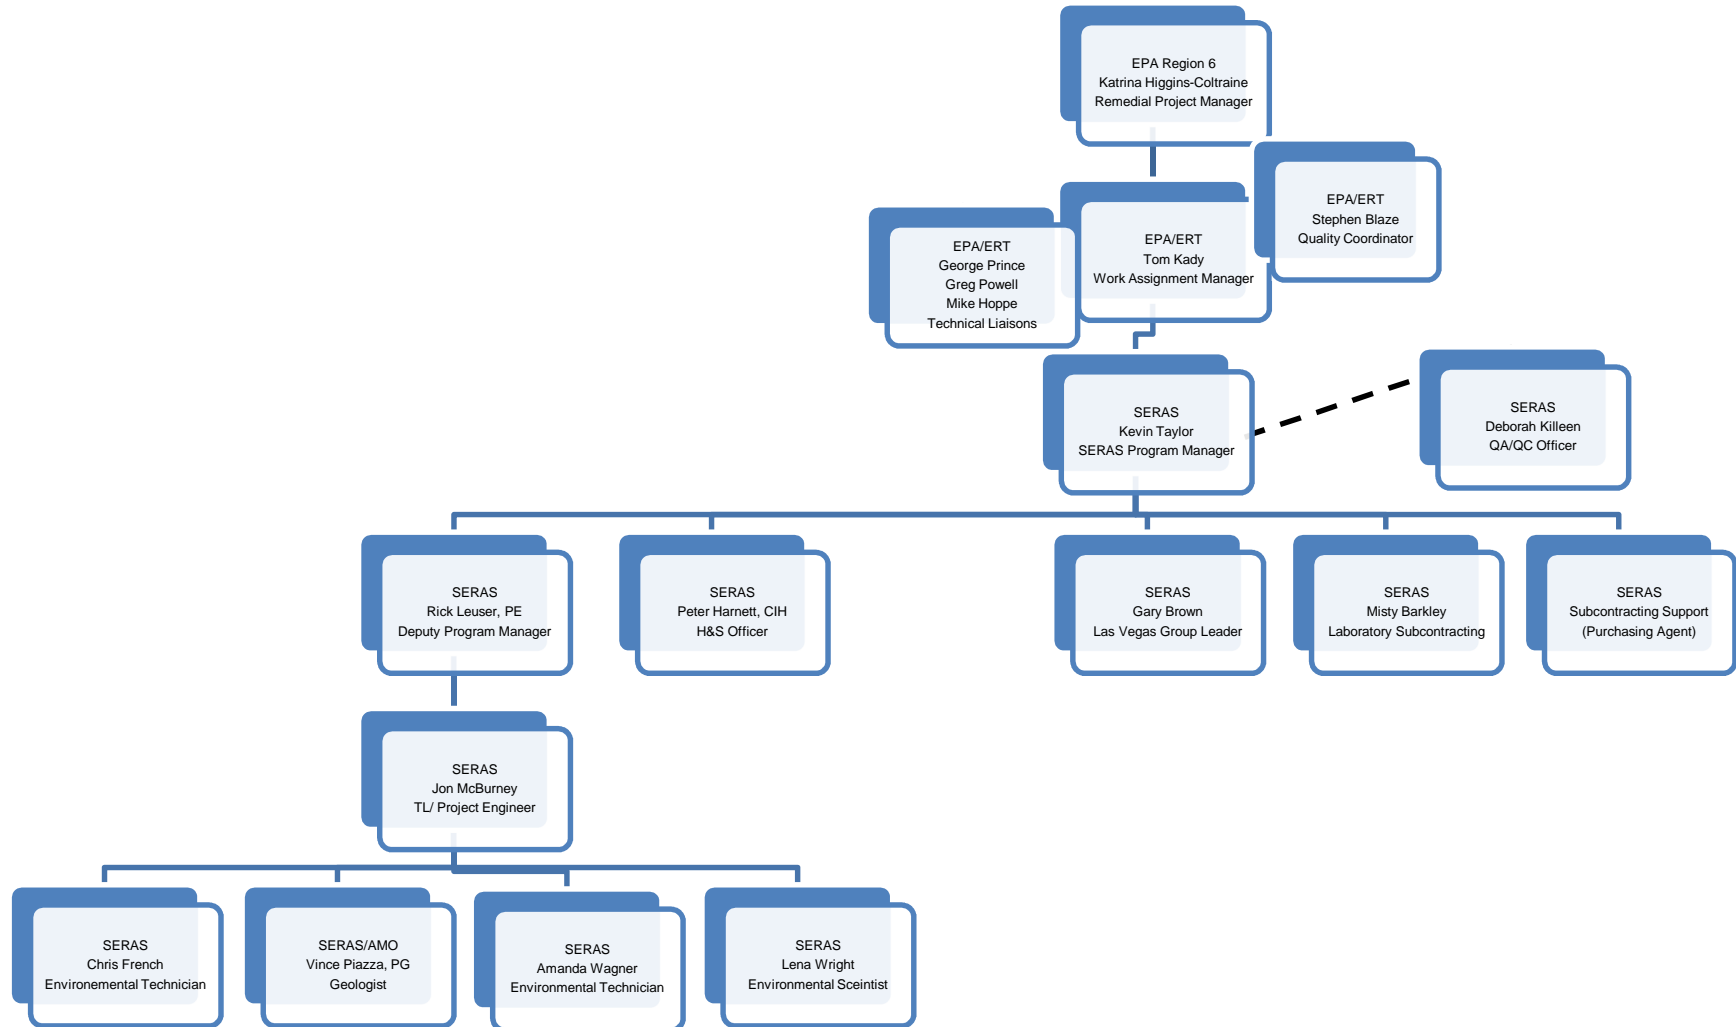 EPA Region 6
Katrina Higgins-Coltraine
Remedial Project Manager
EPA/ERT
Stephen Blaze
Quality Coordinator
EPA/ERT
George Prince
Greg Powell
Mike Hoppe
Technical Liaisons
EPA/ERT
Tom Kady
Work Assignment Manager
SERAS
Kevin Taylor
SERAS Program Manager
SERAS
Deborah Killeen
QA/QC Officer
SERAS
Rick Leuser, PE
Deputy Program Manager
SERAS
Peter Harnett, CIH
H&S Officer
SERAS
Gary Brown
Las Vegas Group Leader
SERAS
Misty Barkley
Laboratory Subcontracting
SERAS
Subcontracting Support
(Purchasing Agent)
SERAS
Jon McBurney
TL/ Project Engineer
SERAS
Chris French
Environemental Technician
SERAS/AMO
Vince Piazza, PG
Geologist
SERAS
Amanda Wagner
Environmental Technician
SERAS
Lena Wright
Environmental Sceintist